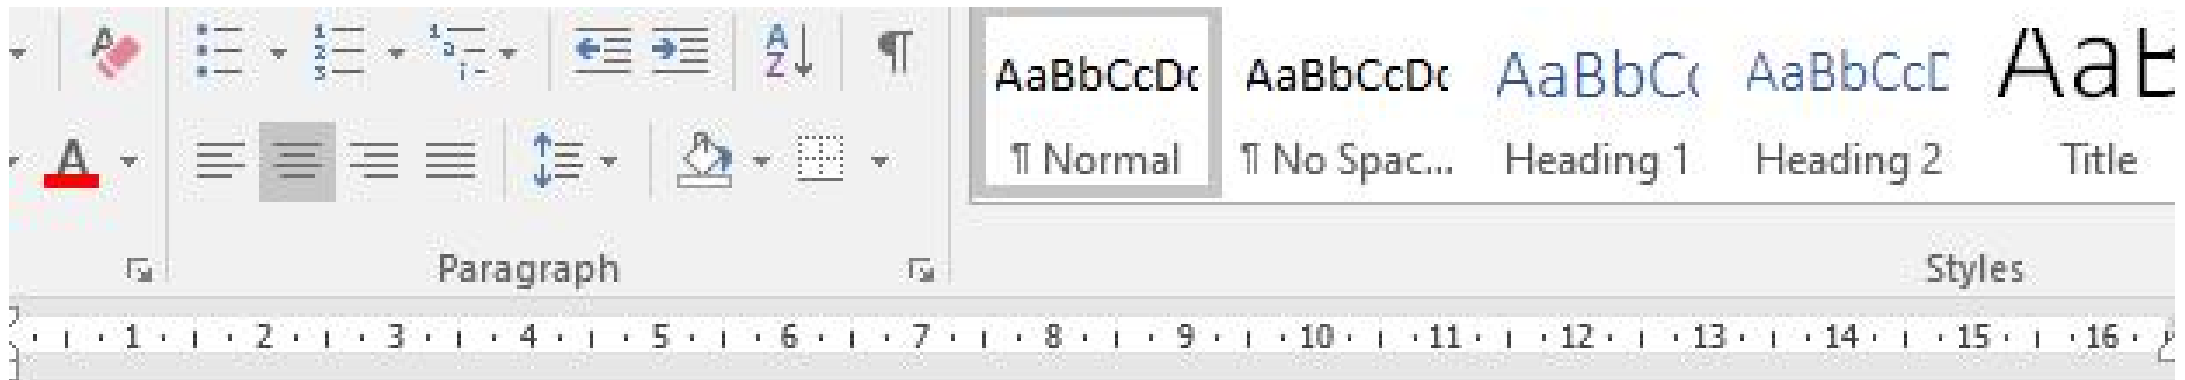 AaBbCcDc AaBbCcDc AaBbC( AaBbCcD AaB
¶ Normal ¶ No Spac... Heading 1 Heading 2 Title
Paragraph Styles
1 2 3 4 5 6 7 8 9 10 11 12 13 14 15 16